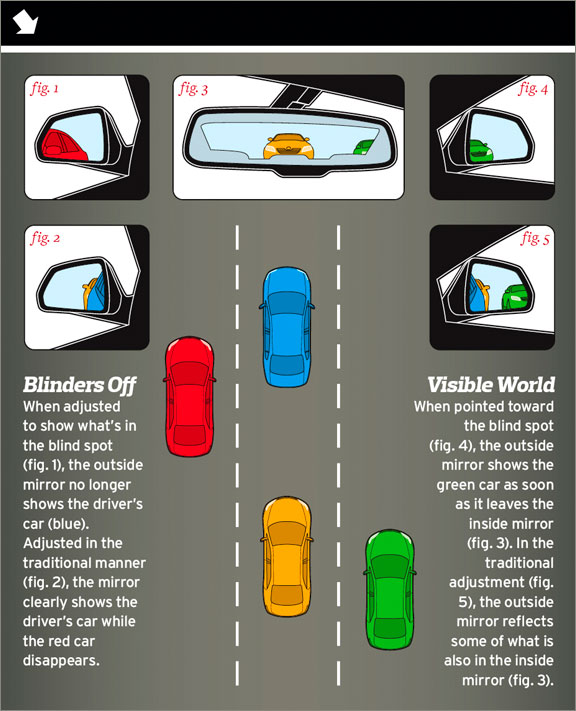 fig. 1
fig. 3
fig. 4
fig. 2
fig. 5
Blinders Off
When adjusted
to show what's in
the blind spot
(fig. 1), the outside
mirror no longer
shows the driver's
car (blue).
Adjusted in the
traditional manner
(fig. 2), the mirror
clearly shows the
driver's car while
the red car
disappears.
Visible World
When pointed toward
the blind spot
(fig. 4), the outside
mirror shows the
green car as soon
as it leaves the
inside mirror
(fig. 3). In the
traditional
adjustment (fig.
5), the outside
mirror reflects
some of what is
also in the inside
mirror (fig. 3).